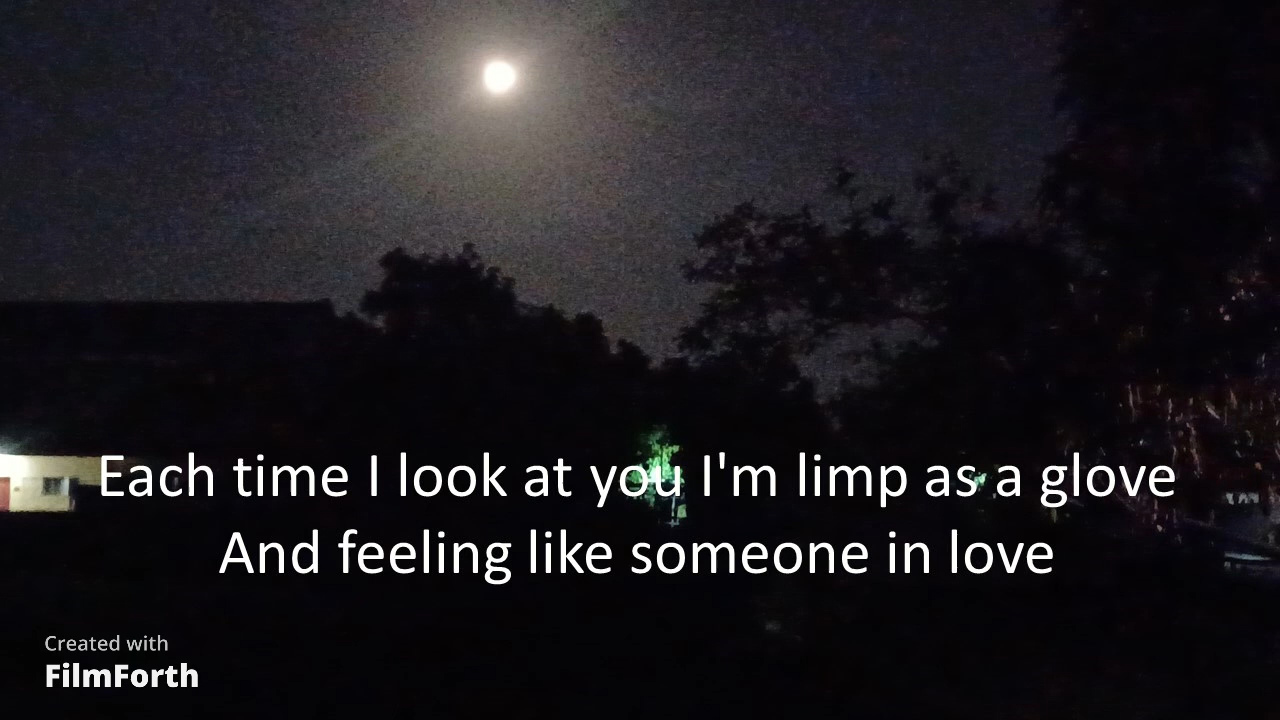 Each time I look at you I'm limp as a glove
And feeling like someone in love
Created with
FilmForth